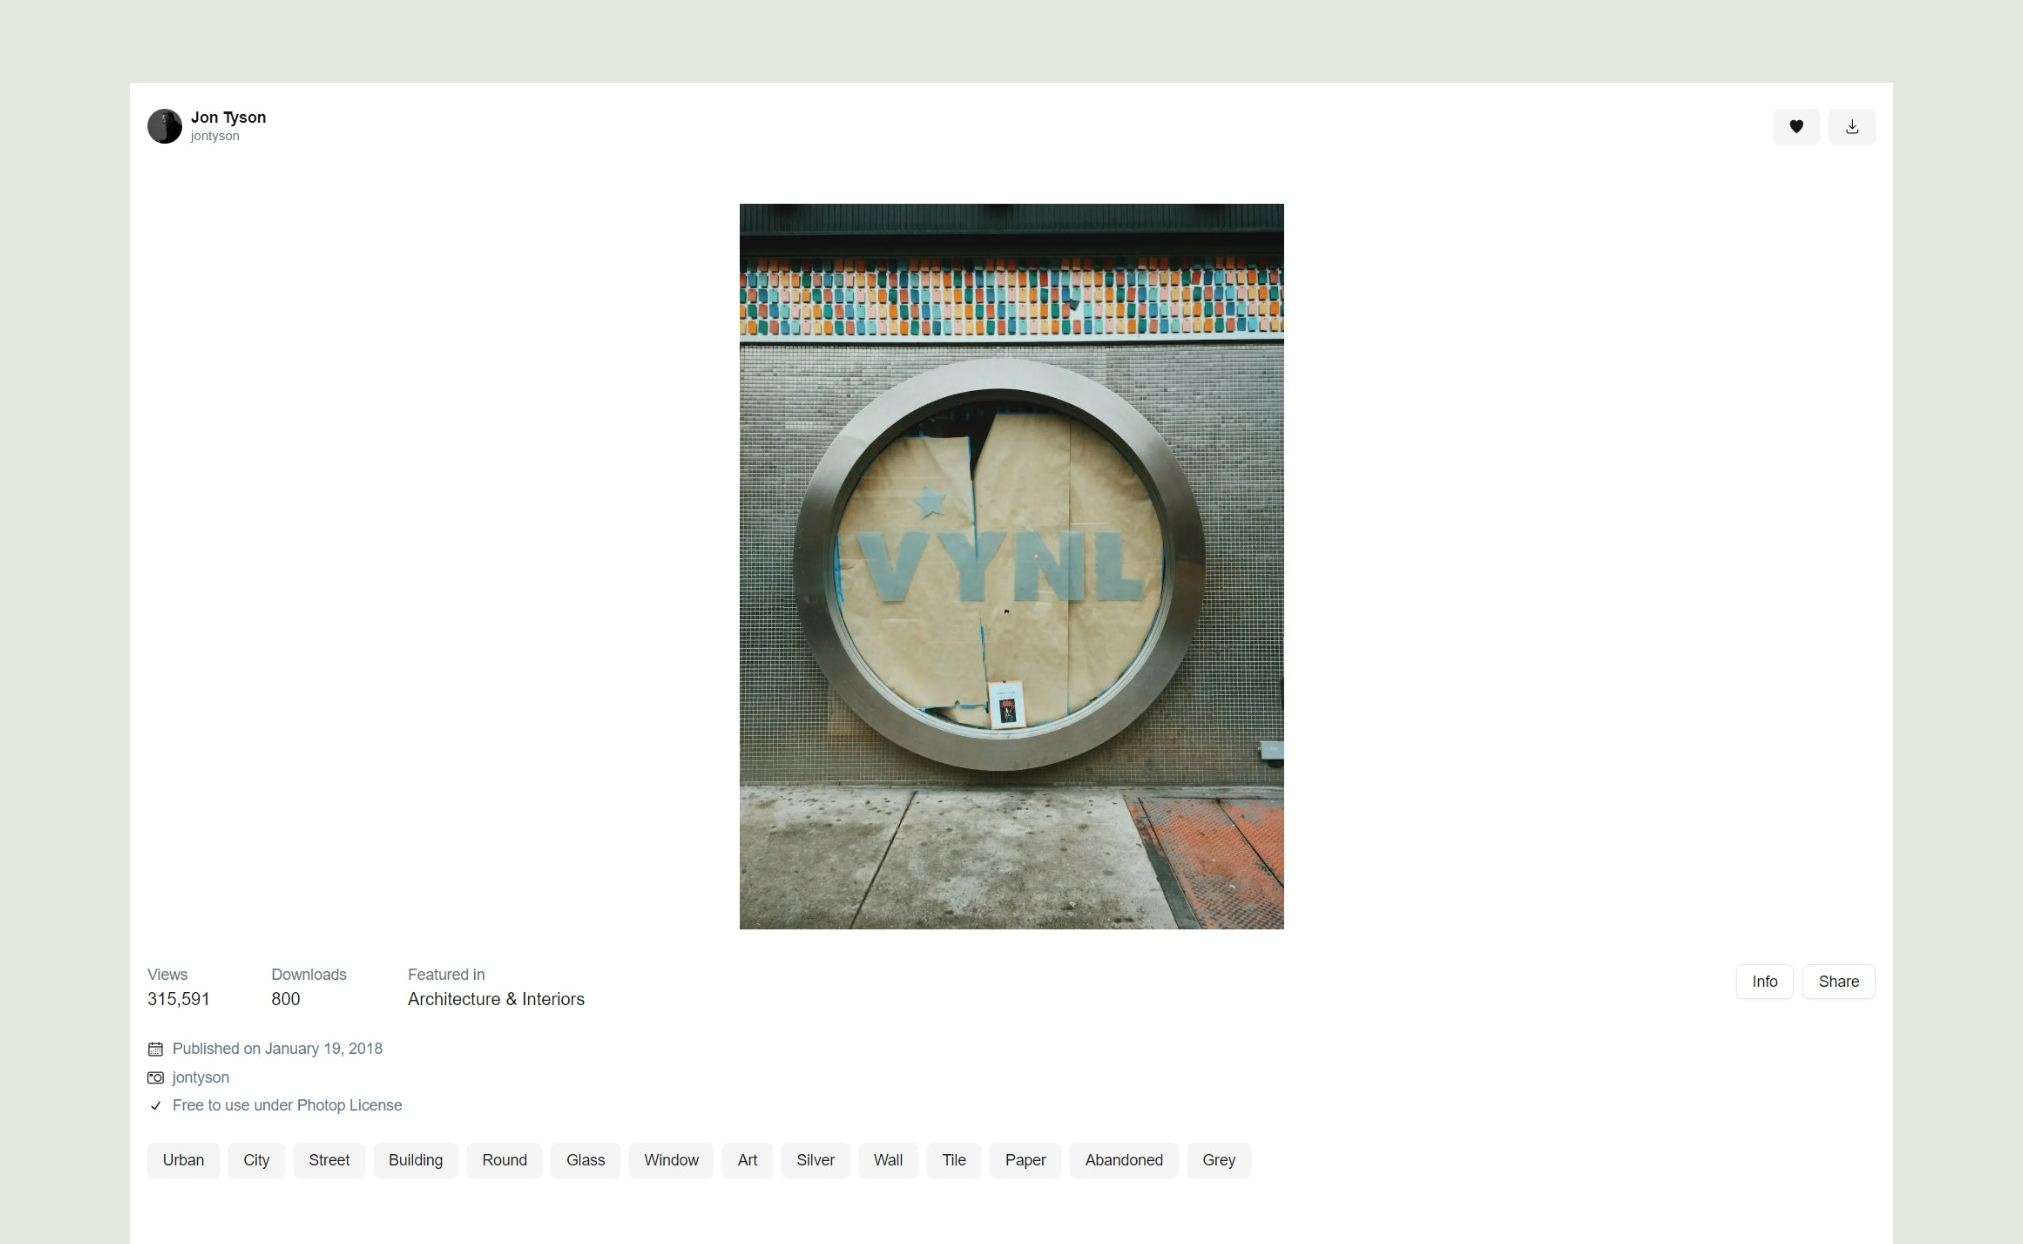 Jon Tyson
jontyson
VYNL
Views
315,591
Downloads
800
Featured in
Architecture & Interiors
Info
Share
Published on January 19, 2018
jontyson
Free to use under Photop License
Urban
City
Street
Building
Round
Glass
Window
Art
Silver
Wall
Tile
Paper
Abandoned
Grey